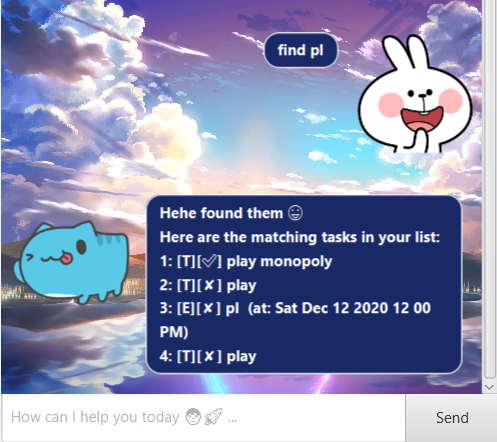 find pl
Hehe found them 😛
Here are the matching tasks in your list:
1: [T][✅] play monopoly
2: [T][✘] play
3: [E][✘] pl  (at: Sat Dec 12 2020 12 00
PM)
4: [T][✘] play
How can I help you today 🧑🚀 ...
Send